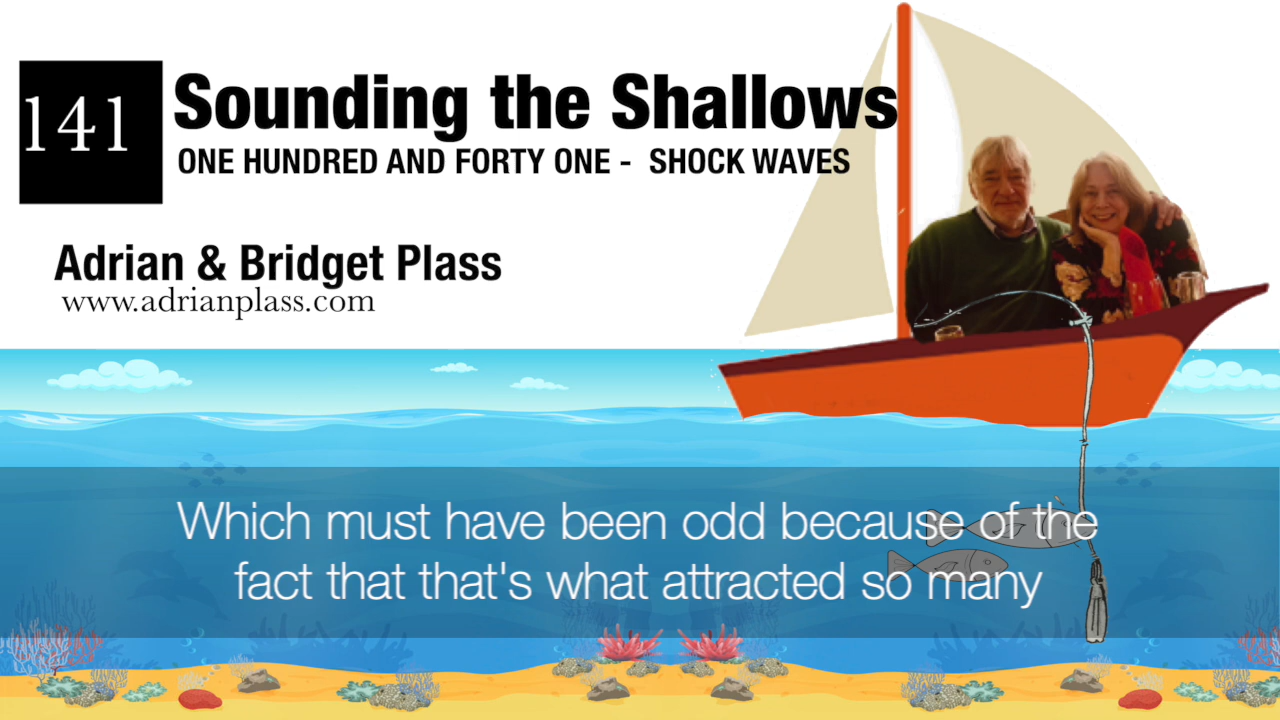 141
Sounding the Shallows
ONE HUNDRED AND FORTY ONE - SHOCK WAVES
Adrian & Bridget Plass
www.adrianplass.com
Which must have been odd because of the
fact that that's what attracted so many